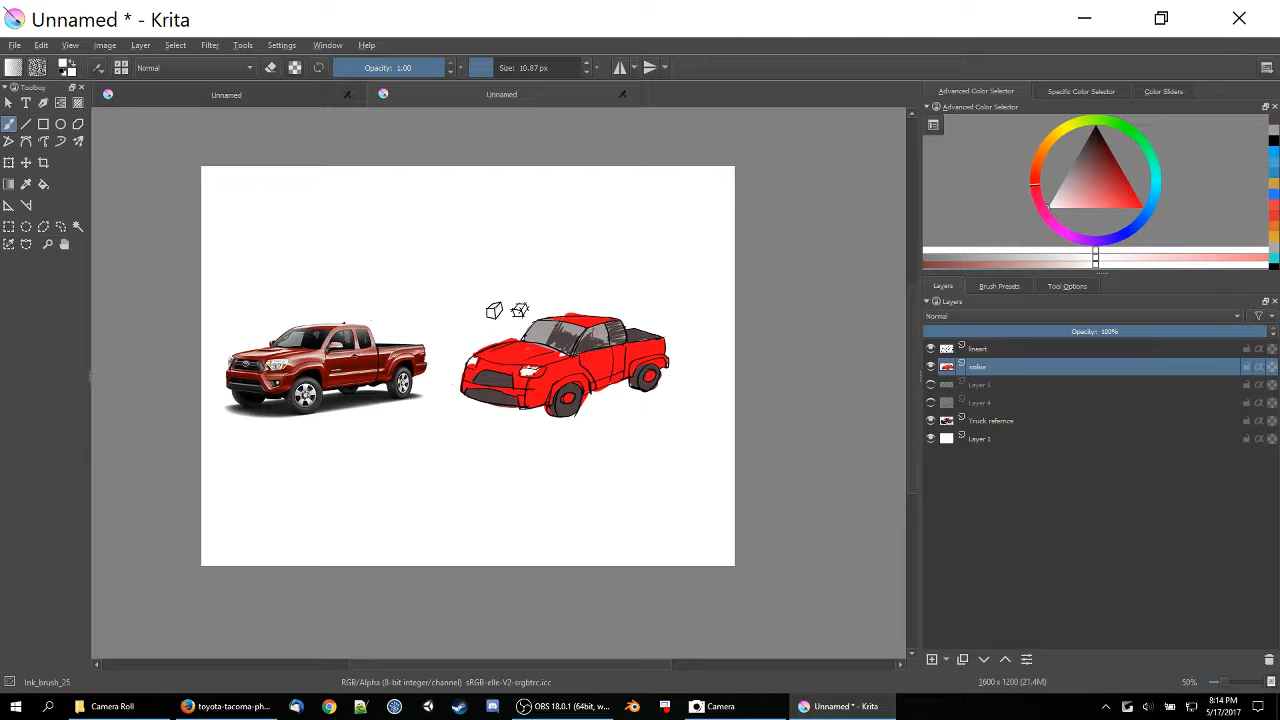 Unnamed * - Krita
File Edit View Image Layer Select Filter Tools Settings Window Help
Normal Opacity: 1.00 Size: 10.87 px
Toolbox Unnamed Unnamed
Advanced Color Selector Specific Color Selector Color Sliders
Advanced Color Selector
Layers Brush Presets Tool Options
Layers
Normal
Opacity: 100%
lineart
color
Layer 5
Layer 4
Truck refernce
Layer 1
Ink_brush_25 RGB/Alpha (8-bit integer/channel) sRGB-elle-V2-srgbtrc.icc 1600 x 1200 (21.4M) 50%
Camera Roll toyota-tacoma-ph... OBS 18.0.1 (64bit, w... Camera Unnamed * - Krita 8:14 PM
5/17/2017